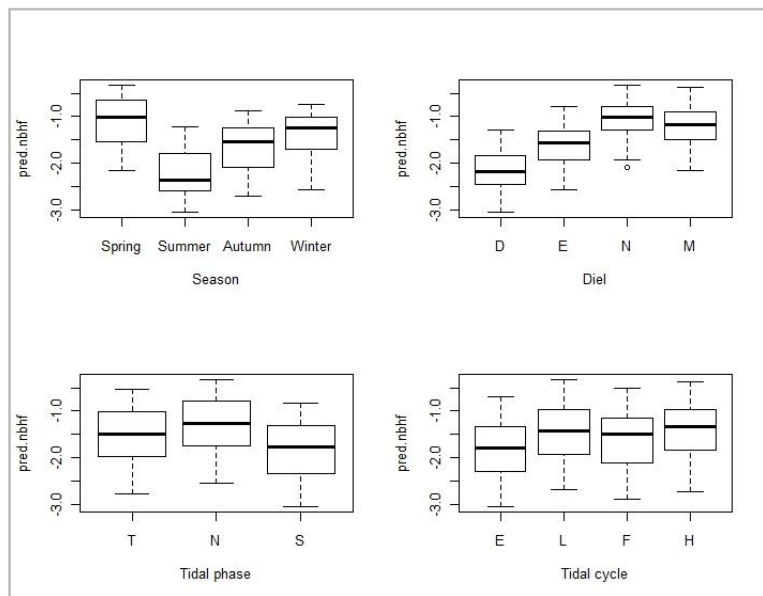 pred.nbhf
-1.0
-2.0
-3.0
Spring Summer Autumn Winter
Season
pred.nbhf
-1.0
-2.0
-3.0
D E N M
Diel
pred.nbhf
-1.0
-2.0
-3.0
T N S
Tidal phase
pred.nbhf
-1.0
-2.0
-3.0
E L F H
Tidal cycle